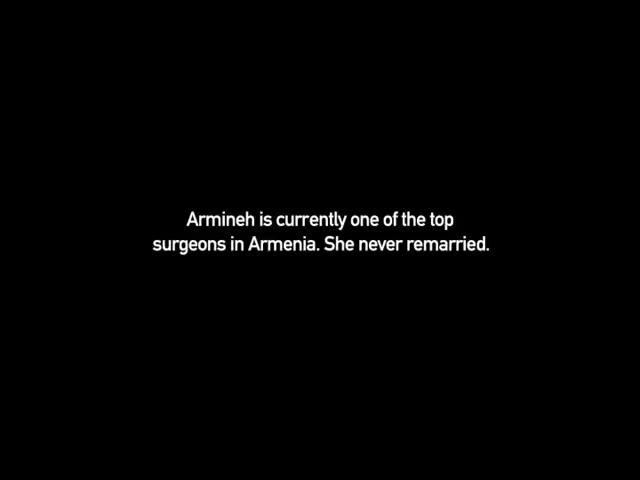 Armineh is currently one of the top
surgeons in Armenia. She never remarried.